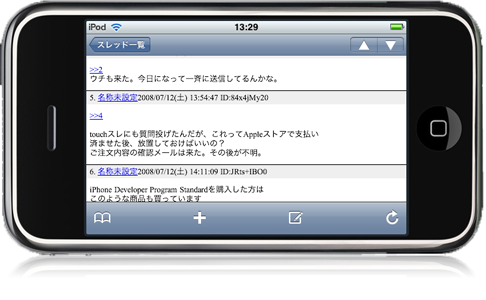 iPod 13:29
スレッド一覧
>>2
ウチも来た。今日になって一斉に送信してるんかな。
5. 名称未設定2008/07/12(土) 13:54:47 ID:84x4jMy20
>>4
touchスレにも質問投げたんだが、これってAppleストアで支払い
済ませた後、放置しておけばいいの？
ご注文内容の確認メールは来た。その後が不明。
6. 名称未設定2008/07/12(土) 14:11:09 ID:JRts+IBO0
iPhone Developer Program Standardを購入した方は
このような商品も買っています